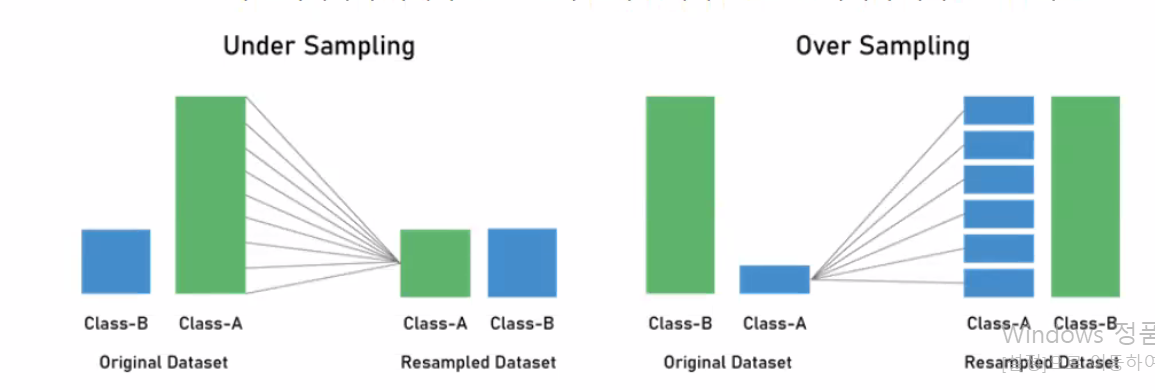 Under Sampling
Over Sampling
Class-B Class-A Class-A Class-B
Class-B Class-A Class-A Class-B
Original Dataset Resampled Dataset
Original Dataset Resampled Dataset
Windows 정품